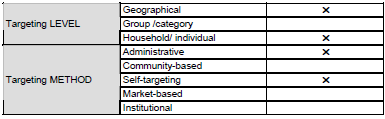 Targeting LEVEL
Geographical ×
Group /category
Household/ individual ×
Targeting METHOD
Administrative ×
Community-based
Self-targeting ×
Market-based
Institutional